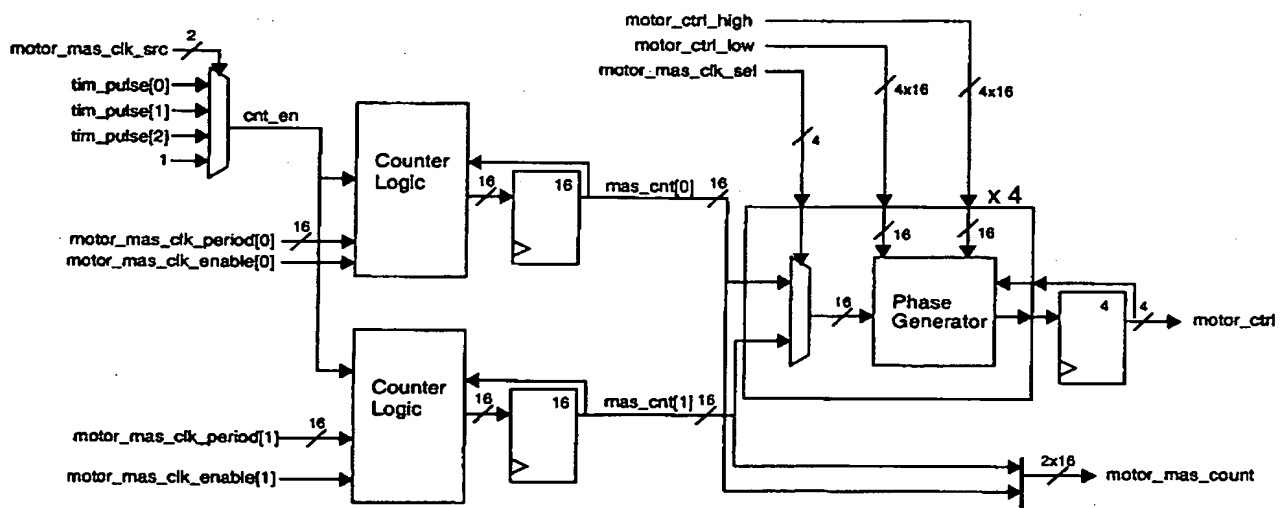 motor_ctrl_high
motor_ctrl_low
motor_mas_clk_sel
motor_mas_clk_src
2
tim_pulse[0]
tim_pulse[1]
tim_pulse[2]
1
cnt_en
4
4x16
4x16
Counter
Logic
16
16
mas_cnt[0]
16
motor_mas_clk_period[0]
16
motor_mas_clk_enable[0]
x 4
16
16
16
Phase
Generator
4
4
motor_ctrl
Counter
Logic
16
16
mas_cnt[1]
16
motor_mas_clk_period[1]
16
motor_mas_clk_enable[1]
2x16
motor_mas_count